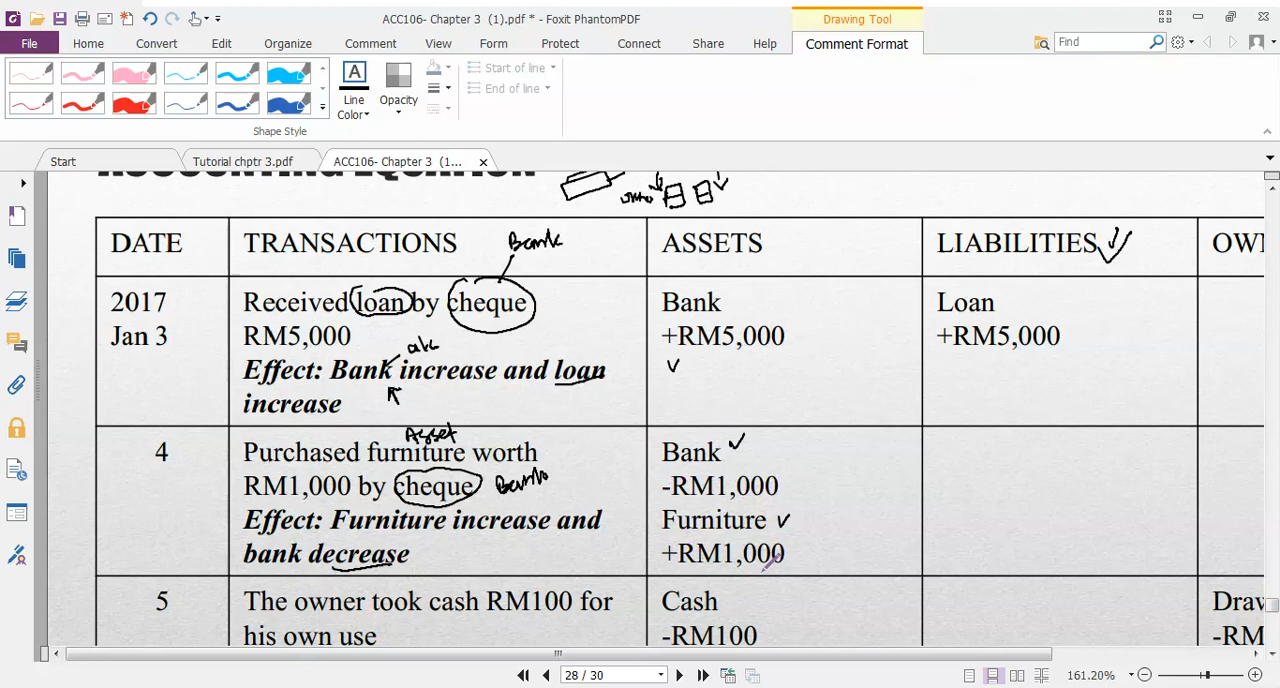 ACC106- Chapter 3 (1).pdf * - Foxit PhantomPDF
Drawing Tool
File Home Convert Edit Organize Comment View Form Protect Connect Share Help Comment Format
Find
A
Line Color
Opacity
Start of line
End of line
Shape Style
Start
Tutorial chptr 3.pdf
ACC106- Chapter 3 (1...
ACCOUNTING EQUATION
DATE TRANSACTIONS ASSETS LIABILITIES OWN
Bank
2017
Jan 3
Received loan by cheque
RM5,000
Effect: Bank increase and loan
increase
Bank
+RM5,000
Loan
+RM5,000
4
Asset
Purchased furniture worth
RM1,000 by cheque Bank
Effect: Furniture increase and
bank decrease
Bank
-RM1,000
Furniture
+RM1,000
5
The owner took cash RM100 for
his own use
Cash
-RM100
Draw
-RM
28 / 30
161.20%